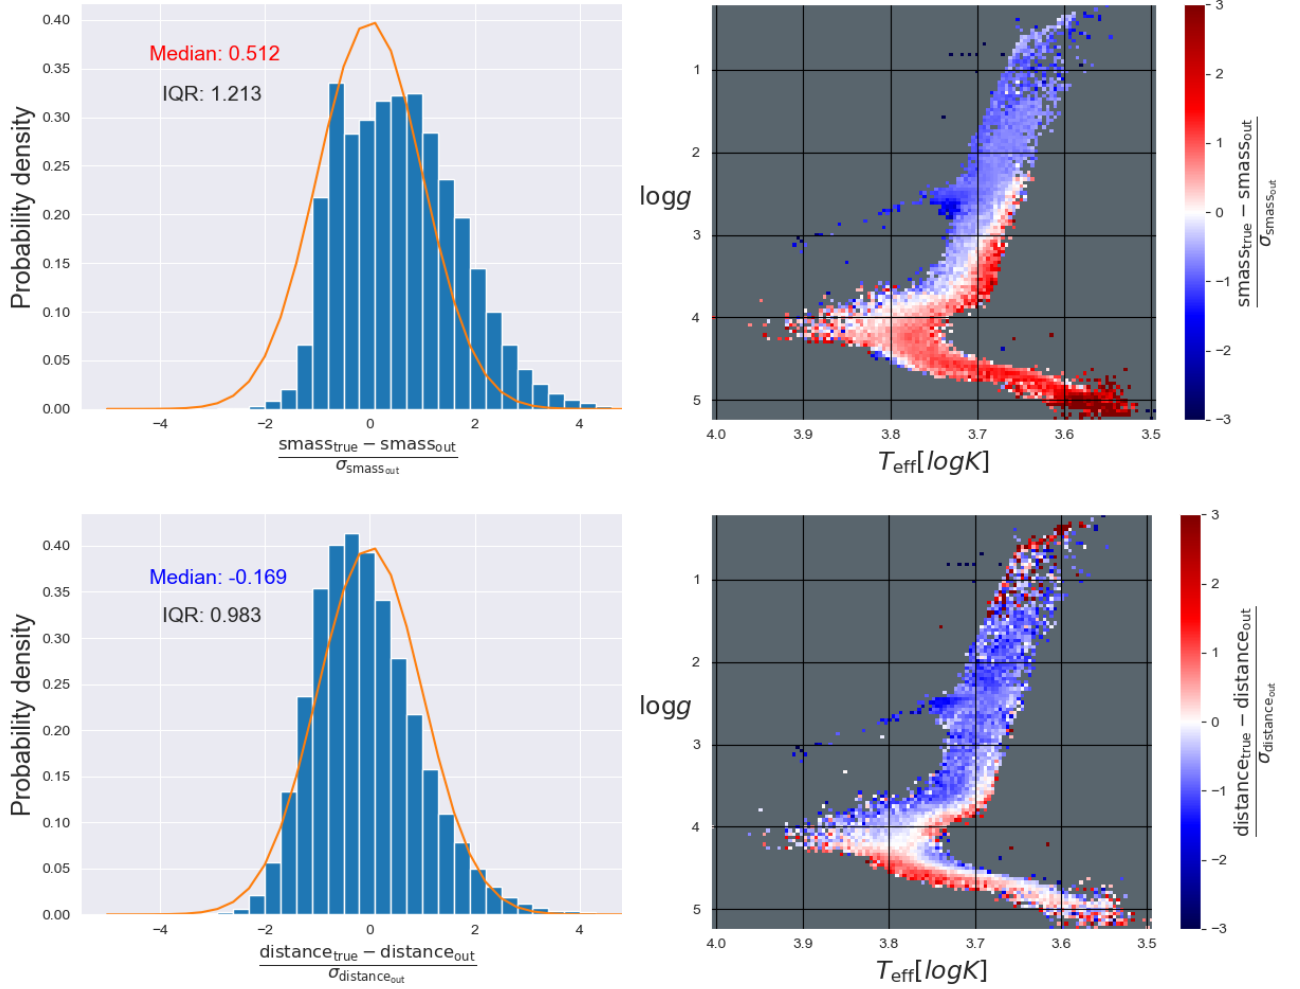 0.40
0.35
0.30
0.25
0.20
0.15
0.10
0.05
0.00
Probability density
Median: 0.512
IQR: 1.213
−4 −2 0 2 4
smass_true − smass_out
σ_smass_out
logg
1
2
3
4
5
4.0 3.9 3.8 3.7 3.6 3.5
T_eff[logK]
3
2
1
0
−1
−2
−3
smass_true − smass_out
σ_smass_out
0.40
0.35
0.30
0.25
0.20
0.15
0.10
0.05
0.00
Probability density
Median: -0.169
IQR: 0.983
−4 −2 0 2 4
distance_true − distance_out
σ_distance_out
logg
1
2
3
4
5
4.0 3.9 3.8 3.7 3.6 3.5
T_eff[logK]
3
2
1
0
−1
−2
−3
distance_true − distance_out
σ_distance_out